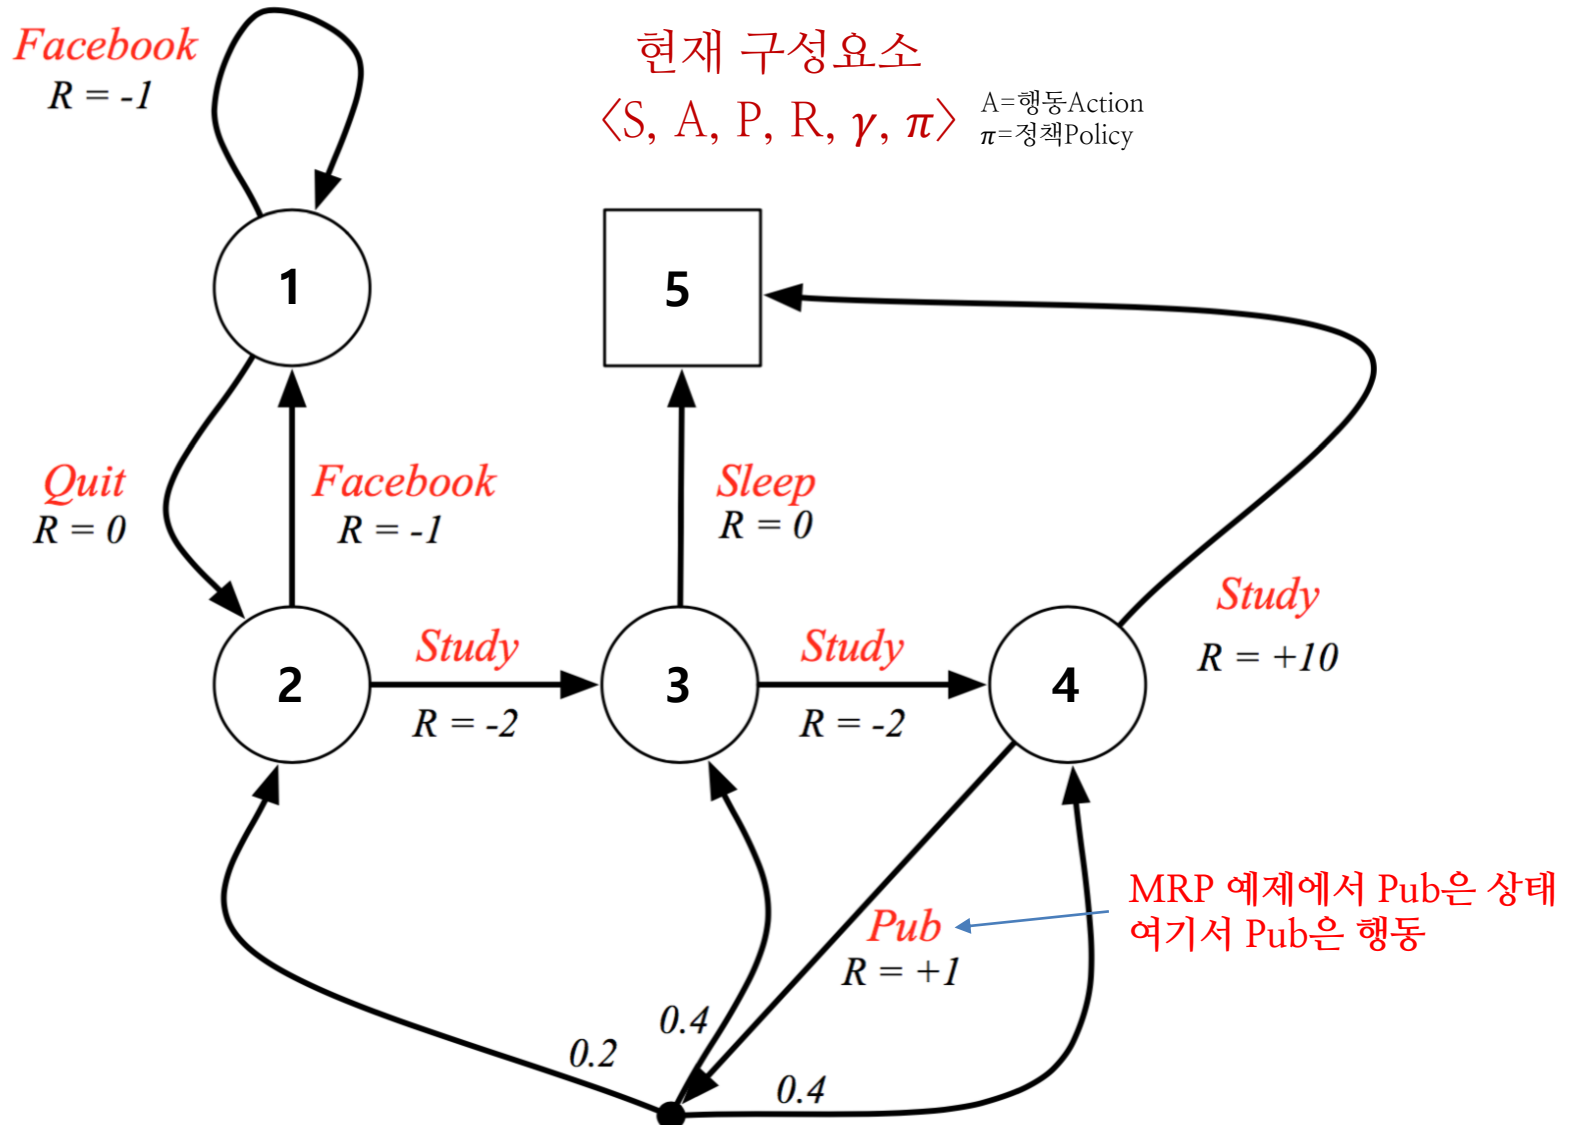 현재 구성요소
〈S, A, P, R, γ, π〉
A=행동Action
π=정책Policy
Facebook
R = -1
1
5
Quit
R = 0
Facebook
R = -1
Sleep
R = 0
Study
R = +10
2
Study
R = -2
3
Study
R = -2
4
Pub
R = +1
MRP 예제에서 Pub은 상태
여기서 Pub은 행동
0.2
0.4
0.4